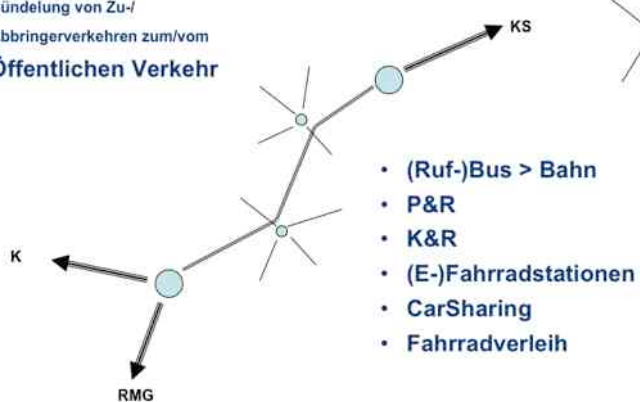 ündelung von Zu-/
bbringerverkehren zum/vom
Öffentlichen Verkehr
KS
• (Ruf-)Bus > Bahn
• P&R
• K&R
• (E-)Fahrradstationen
• CarSharing
• Fahrradverleih
K
RMG